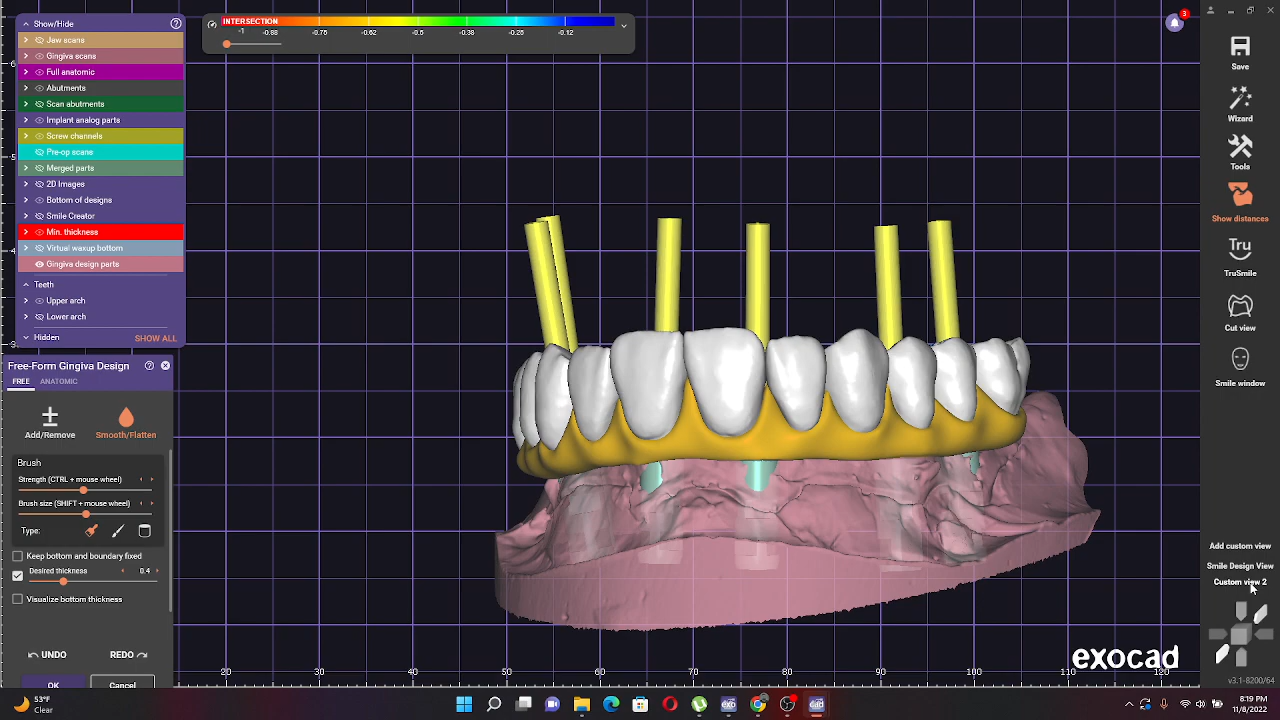 Show/Hide
Jaw scans
Gingiva scans
Full anatomic
Abutments
Scan abutments
Implant analog parts
Screw channels
Pre-op scans
Merged parts
2D Images
Bottom of designs
Smile Creator
Min. thickness
Virtual waxup bottom
Gingiva design parts
Teeth
Upper arch
Lower arch
Hidden SHOW ALL
Free-Form Gingiva Design
FREE ANATOMIC
Add/Remove Smooth/Flatten
Brush
Strength (CTRL + mouse wheel)
Brush size (SHIFT + mouse wheel)
Type:
Keep bottom and boundary fixed
Desired thickness 0.4
Visualize bottom thickness
UNDO REDO
OK Cancel
INTERSECTION
-1 -0.88 -0.75 -0.62 -0.5 -0.38 -0.25 -0.12
3
Save
Wizard
Tools
Show distances
Tru
TruSmile
Cut view
Smile window
Add custom view
Smile Design View
Custom view 2
exocad
20 30 40 50 60 70 80 90 100 110 120
v3.1-8200/64
53°F
Clear
8:19 PM
11/8/2022